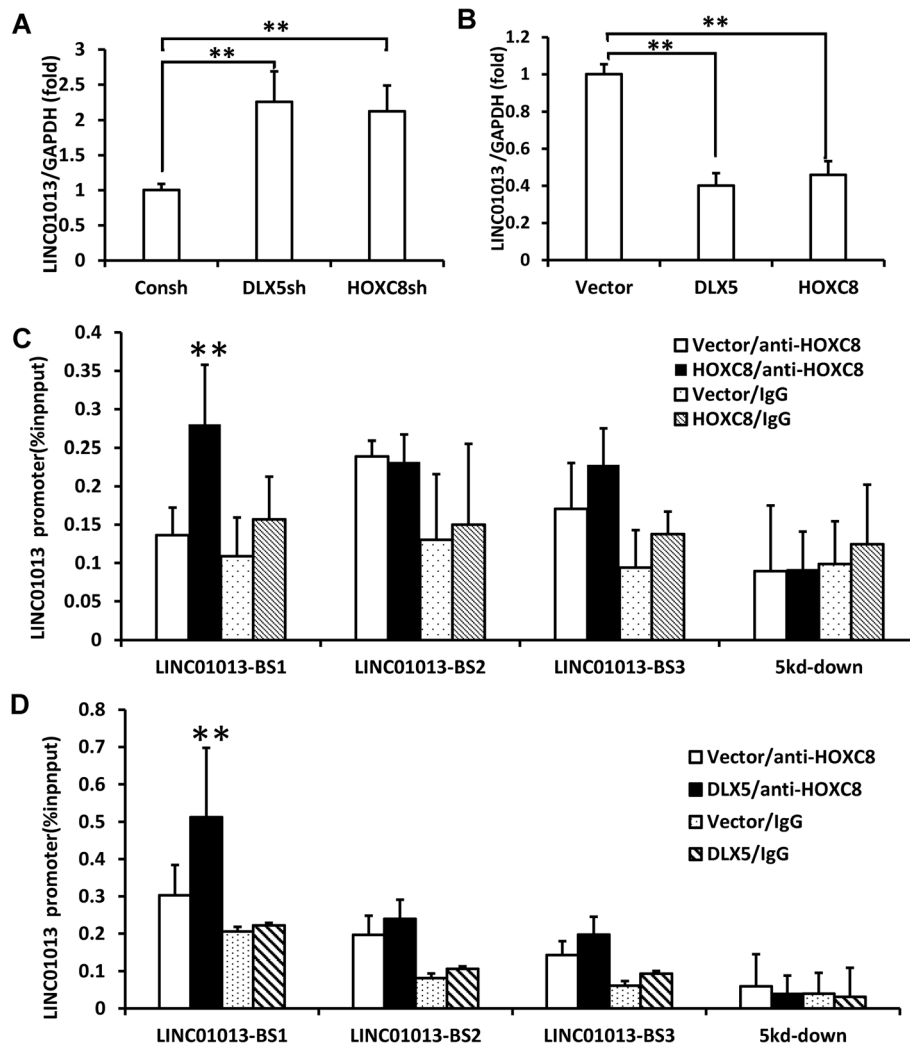 A
LINC01013/GAPDH (fold)
3
2.5
2
1.5
1
0.5
0
**
**
Consh DLX5sh HOXC8sh
B
LINC01013 /GAPDH (fold)
1.2
1
0.8
0.6
0.4
0.2
0
**
**
Vector DLX5 HOXC8
C
LINC01013 promoter(%inpnput)
0.4
0.35
0.3
0.25
0.2
0.15
0.1
0.05
0
**
Vector/anti-HOXC8
HOXC8/anti-HOXC8
Vector/IgG
HOXC8/IgG
LINC01013-BS1 LINC01013-BS2 LINC01013-BS3 5kd-down
D
LINC01013 promoter(%inpnput)
0.8
0.7
0.6
0.5
0.4
0.3
0.2
0.1
0
**
Vector/anti-HOXC8
DLX5/anti-HOXC8
Vector/IgG
DLX5/IgG
LINC01013-BS1 LINC01013-BS2 LINC01013-BS3 5kd-down